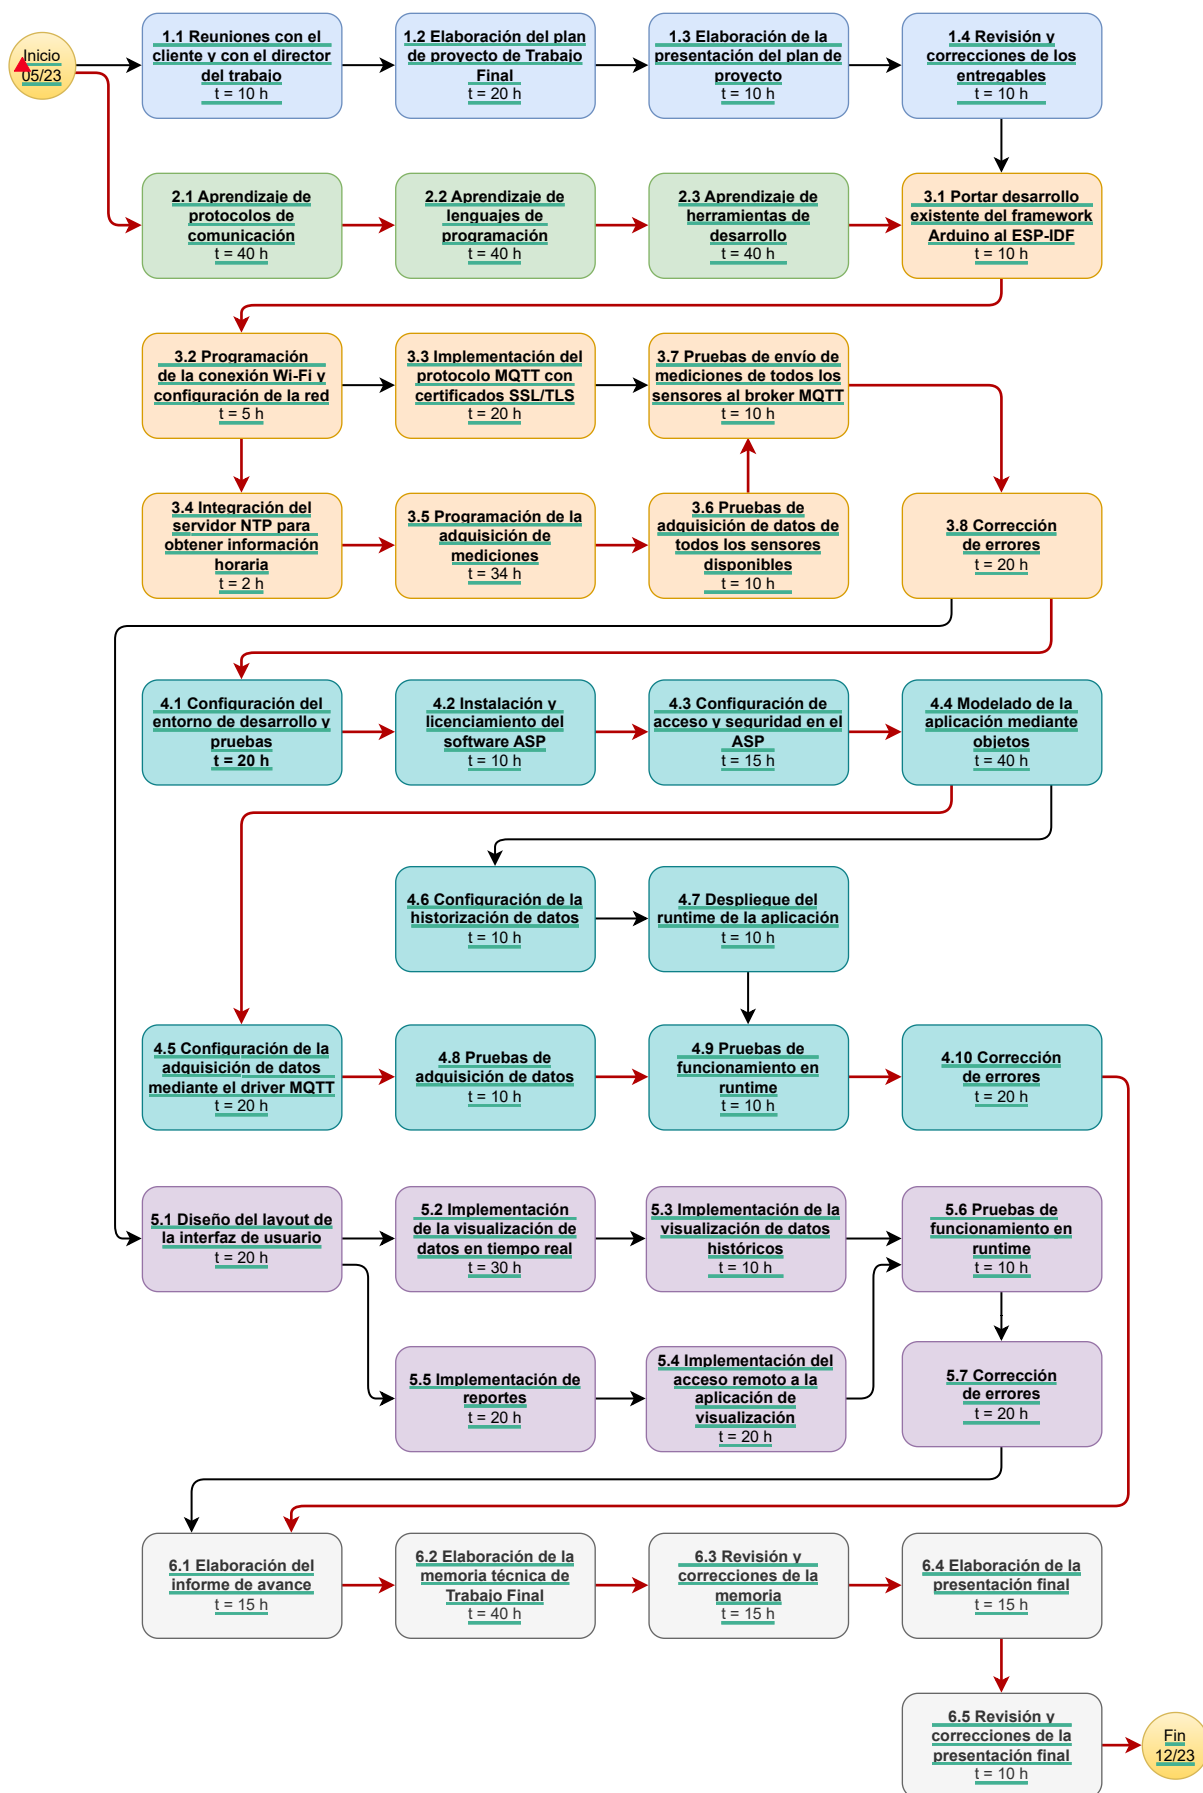 Inicio
05/23
1.1 Reuniones con el
cliente y con el director
del trabajo
t = 10 h
1.2 Elaboración del plan
de proyecto de Trabajo
Final
t = 20 h
1.3 Elaboración de la
presentación del plan de
proyecto
t = 10 h
1.4 Revisión y
correcciones de los
entregables
t = 10 h
2.1 Aprendizaje de
protocolos de
comunicación
t = 40 h
2.2 Aprendizaje de
lenguajes de
programación
t = 40 h
2.3 Aprendizaje de
herramientas de
desarrollo
t = 40 h
3.1 Portar desarrollo
existente del framework
Arduino al ESP-IDF
t = 10 h
3.2 Programación
de la conexión Wi-Fi y
configuración de la red
t = 5 h
3.3 Implementación del
protocolo MQTT con
certificados SSL/TLS
t = 20 h
3.7 Pruebas de envío de
mediciones de todos los
sensores al broker MQTT
t = 10 h
3.4 Integración del
servidor NTP para
obtener información
horaria
t = 2 h
3.5 Programación de la
adquisición de
mediciones
t = 34 h
3.6 Pruebas de
adquisición de datos de
todos los sensores
disponibles
t = 10 h
3.8 Corrección
de errores
t = 20 h
4.1 Configuración del
entorno de desarrollo y
pruebas
t = 20 h
4.2 Instalación y
licenciamiento del
software ASP
t = 10 h
4.3 Configuración de
acceso y seguridad en el
ASP
t = 15 h
4.4 Modelado de la
aplicación mediante
objetos
t = 40 h
4.6 Configuración de la
historización de datos
t = 10 h
4.7 Despliegue del
runtime de la aplicación
t = 10 h
4.5 Configuración de la
adquisición de datos
mediante el driver MQTT
t = 20 h
4.8 Pruebas de
adquisición de datos
t = 10 h
4.9 Pruebas de
funcionamiento en
runtime
t = 10 h
4.10 Corrección
de errores
t = 20 h
5.1 Diseño del layout de
la interfaz de usuario
t = 20 h
5.2 Implementación
de la visualización de
datos en tiempo real
t = 30 h
5.3 Implementación de la
visualización de datos
históricos
t = 10 h
5.6 Pruebas de
funcionamiento en
runtime
t = 10 h
5.5 Implementación de
reportes
t = 20 h
5.4 Implementación del
acceso remoto a la
aplicación de
visualización
t = 20 h
5.7 Corrección
de errores
t = 20 h
6.1 Elaboración del
informe de avance
t = 15 h
6.2 Elaboración de la
memoria técnica de
Trabajo Final
t = 40 h
6.3 Revisión y
correcciones de la
memoria
t = 15 h
6.4 Elaboración de la
presentación final
t = 15 h
6.5 Revisión y
correcciones de la
presentación final
t = 10 h
Fin
12/23